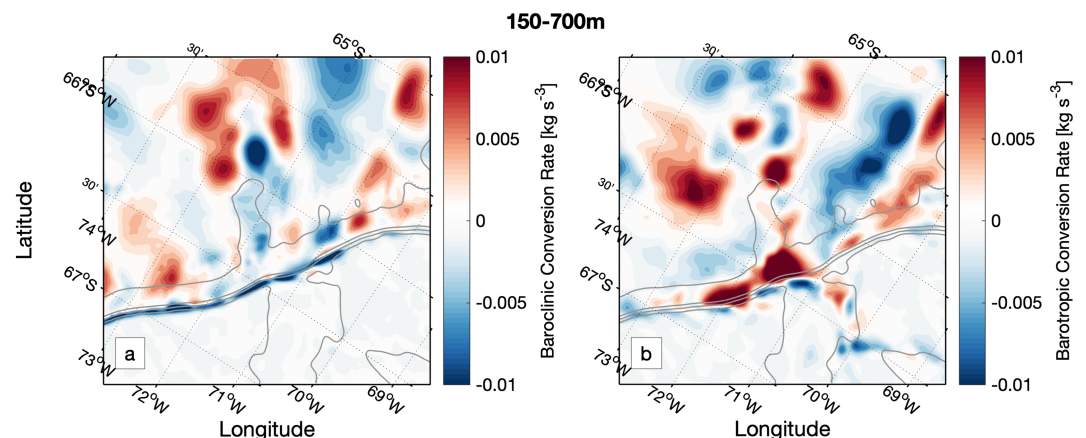 150-700m
30'
65°S
66°S
30'
74°W
67°S
73°W
72°W
71°W
70°W
69°W
Latitude
Longitude
a
0.01
0.005
0
-0.005
-0.01
Baroclinic Conversion Rate [kg s⁻³]
30'
65°S
66°S
30'
74°W
67°S
73°W
72°W
71°W
70°W
69°W
Longitude
b
0.01
0.005
0
-0.005
-0.01
Barotropic Conversion Rate [kg s⁻³]